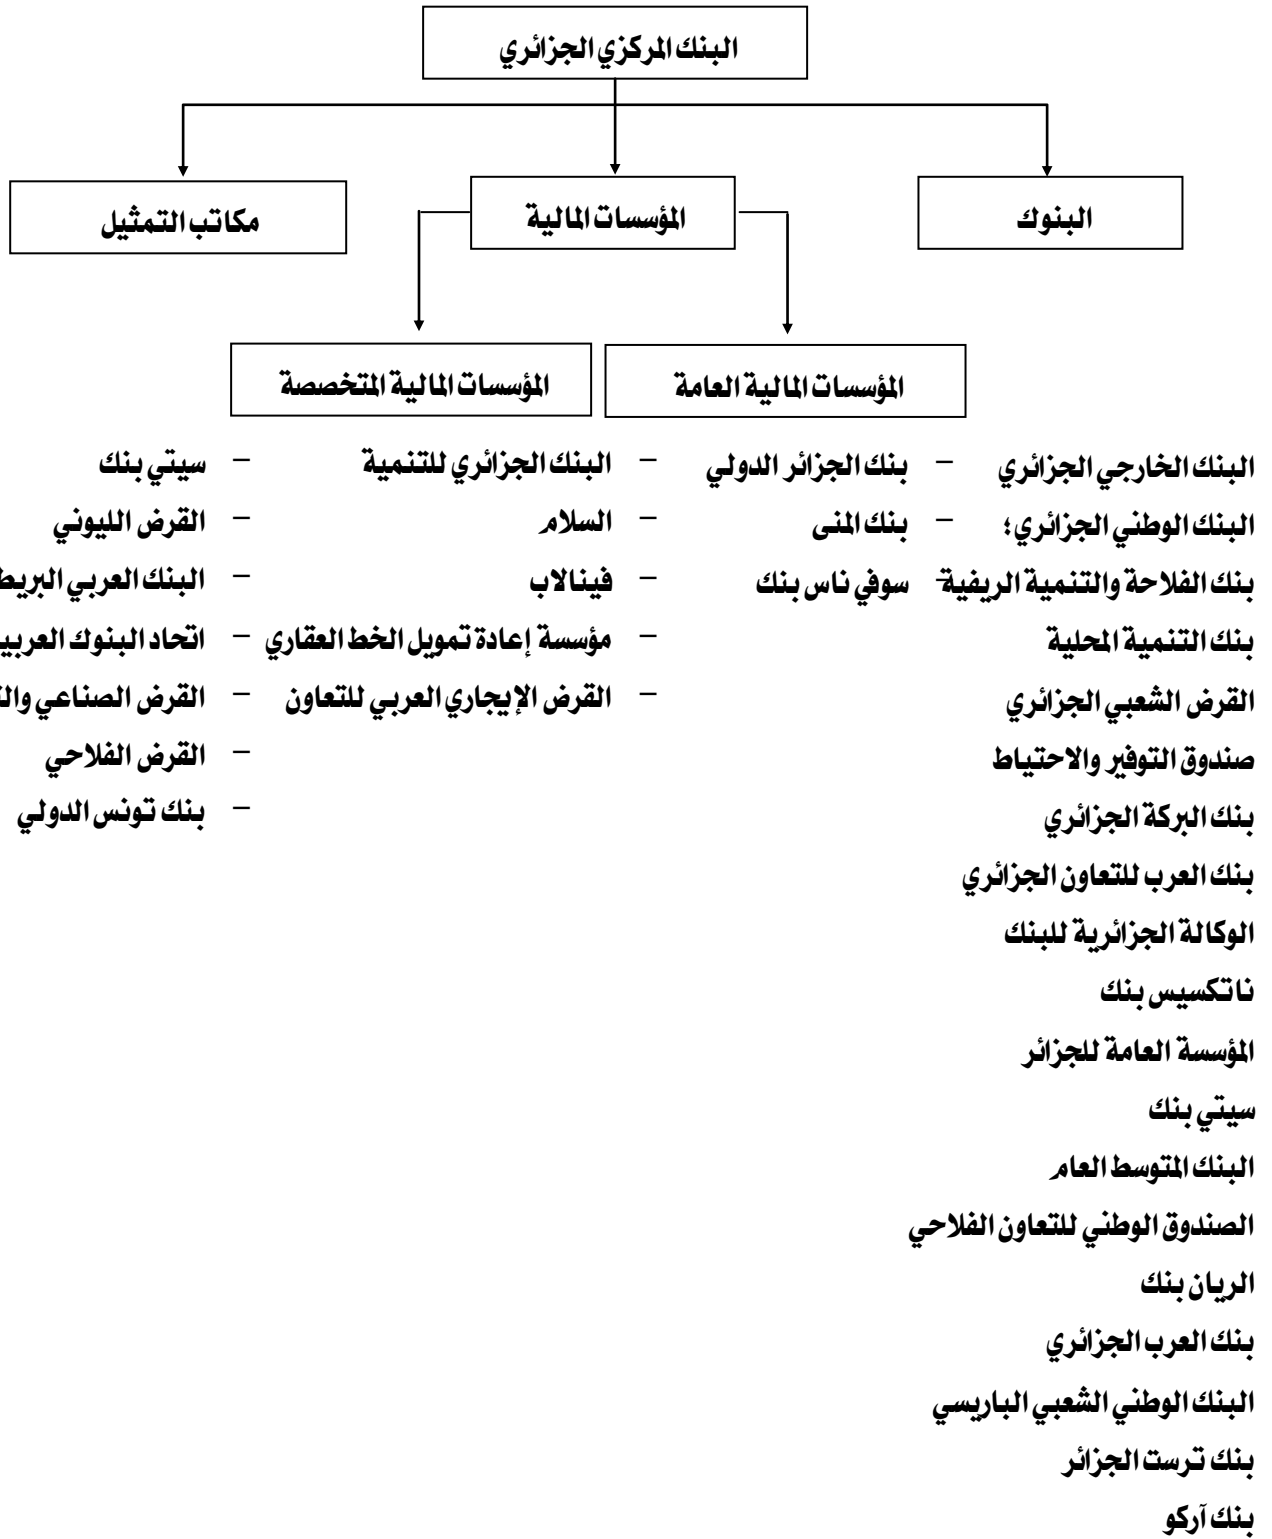 البنك المركزي الجزائري
البنوك
المؤسسات المالية
مكاتب التمثيل
المؤسسات المالية العامة
المؤسسات المالية المتخصصة
البنك الخارجي الجزائري
البنك الوطني الجزائري؛
بنك الفلاحة والتنمية الريفية
بنك التنمية المحلية
القرض الشعبي الجزائري
صندوق التوفير والاحتياط
بنك البركة الجزائري
بنك العرب للتعاون الجزائري
الوكالة الجزائرية للبنك
ناتكسيس بنك
المؤسسة العامة للجزائر
سيتي بنك
البنك المتوسط العام
الصندوق الوطني للتعاون الفلاحي
الريان بنك
بنك العرب الجزائري
البنك الوطني الشعبي الباريسي
بنك ترست الجزائر
بنك آركو
– بنك الجزائر الدولي
– بنك المنى
– سوفي ناس بنك
– البنك الجزائري للتنمية
– السلام
– فينالاب
– مؤسسة إعادة تمويل الخط العقاري
– القرض الإيجاري العربي للتعاون
– سيتي بنك
– القرض الليوني
– البنك العربي
– اتحاد البنوك
– القرض الصناعي
– القرض الفلاحي
– بنك تونس الدولي